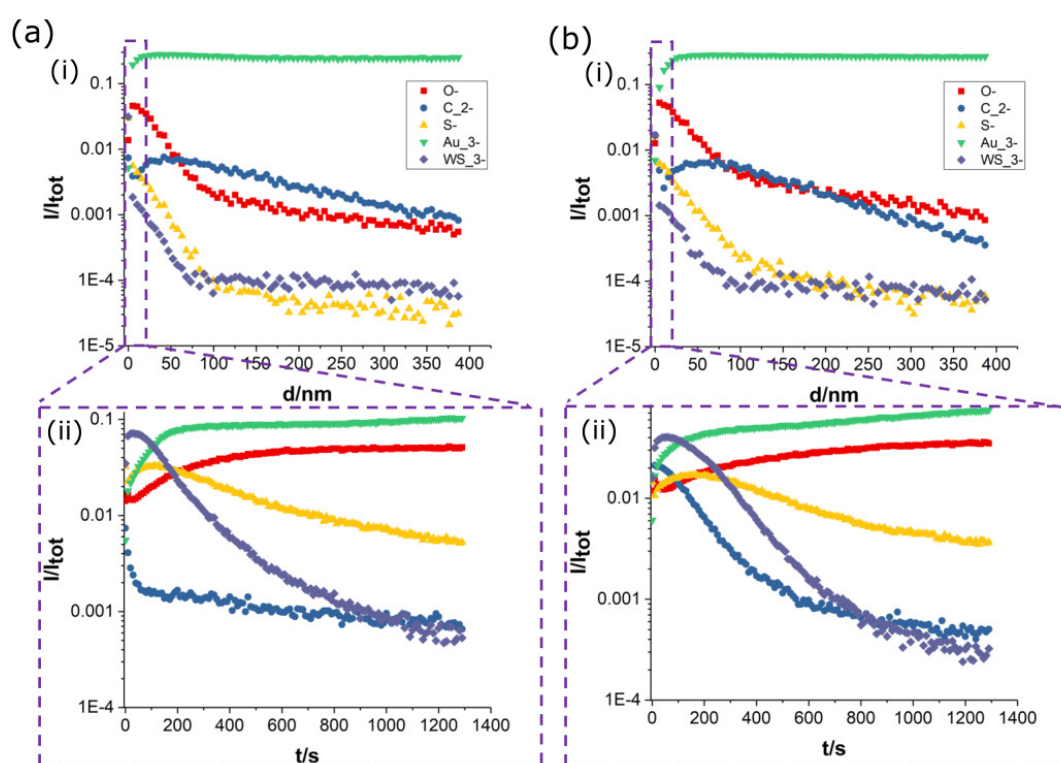 (a)
(i)
I/I_tot
0.1
0.01
0.001
1E-4
1E-5
O-
C_2-
S-
Au_3-
WS_3-
0 50 100 150 200 250 300 350 400
d/nm
(ii)
I/I_tot
0.1
0.01
0.001
1E-4
0 200 400 600 800 1000 1200 1400
t/s
(b)
(i)
I/I_tot
0.1
0.01
0.001
1E-4
1E-5
O-
C_2-
S-
Au_3-
WS_3-
0 50 100 150 200 250 300 350 400
d/nm
(ii)
I/I_tot
0.01
0.001
1E-4
0 200 400 600 800 1000 1200 1400
t/s